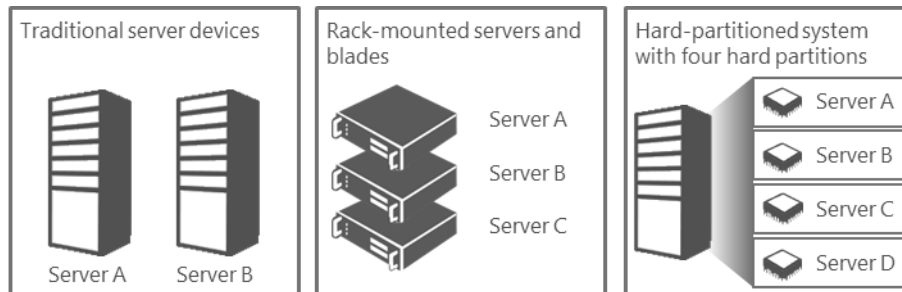 Traditional server devices
Server A
Server B
Rack-mounted servers and
blades
Server A
Server B
Server C
Hard-partitioned system
with four hard partitions
Server A
Server B
Server C
Server D